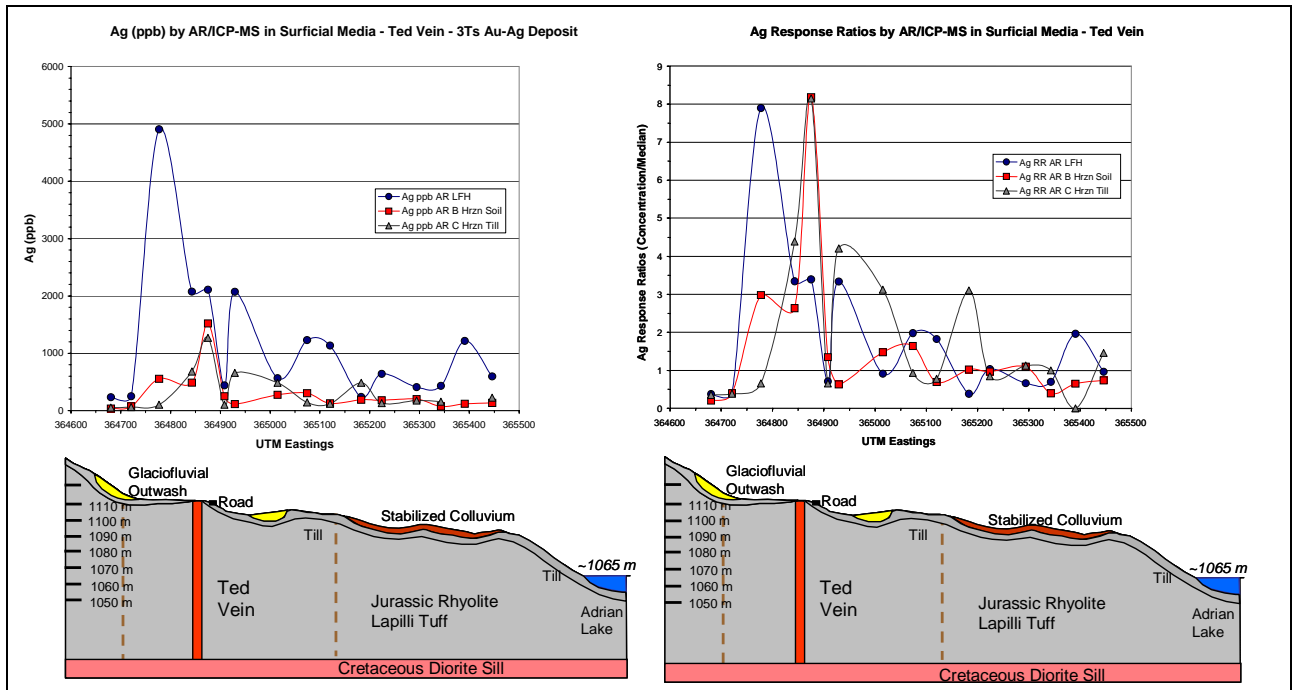 Ag (ppb) by AR/ICP-MS in Surficial Media - Ted Vein - 3Ts Au-Ag Deposit
6000
5000
4000
3000
2000
1000
0
Ag (ppb)
Ag ppb AR LFH
Ag ppb AR B Hrzn Soil
Ag ppb AR C Hrzn Till
364600 364700 364800 364900 365000 365100 365200 365300 365400 365500
UTM Eastings
Glaciofluvial
Outwash
Road
Stabilized Colluvium
Till
1110 m
1100 m
1090 m
1080 m
1070 m
1060 m
1050 m
Ted
Vein
Jurassic Rhyolite
Lapilli Tuff
Till
~1065 m
Adrian
Lake
Cretaceous Diorite Sill
Ag Response Ratios by AR/ICP-MS in Surficial Media - Ted Vein
9
8
7
6
5
4
3
2
1
0
Ag Response Ratios (Concentration/Median)
Ag RR AR LFH
Ag RR AR B Hrzn Soil
Ag RR AR C Hrzn Till
364600 364700 364800 364900 365000 365100 365200 365300 365400 365500
UTM Eastings
Glaciofluvial
Outwash
Road
Stabilized Colluvium
Till
1110 m
1100 m
1090 m
1080 m
1070 m
1060 m
1050 m
Ted
Vein
Jurassic Rhyolite
Lapilli Tuff
Till
~1065 m
Adrian
Lake
Cretaceous Diorite Sill